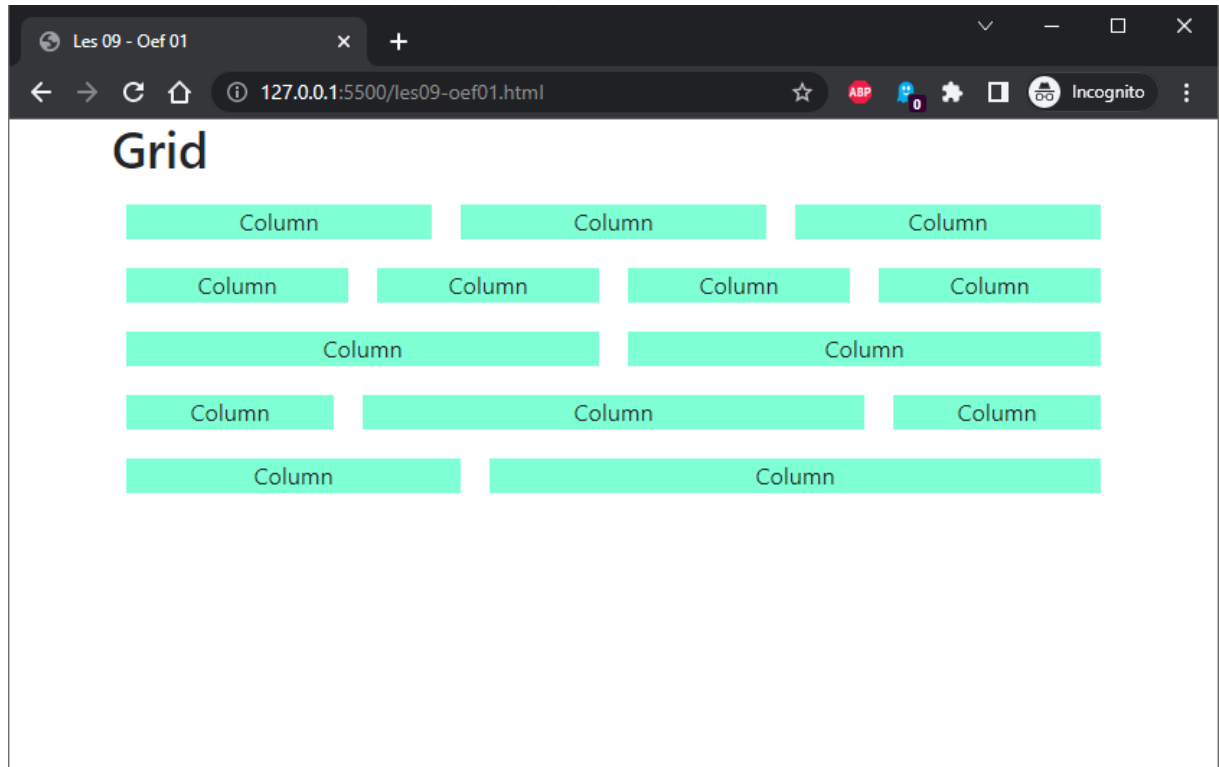 Les 09 - Oef 01
127.0.0.1:5500/les09-oef01.html
ABP
0
Incognito
Grid
Column Column Column
Column Column Column Column
Column Column
Column Column Column
Column Column